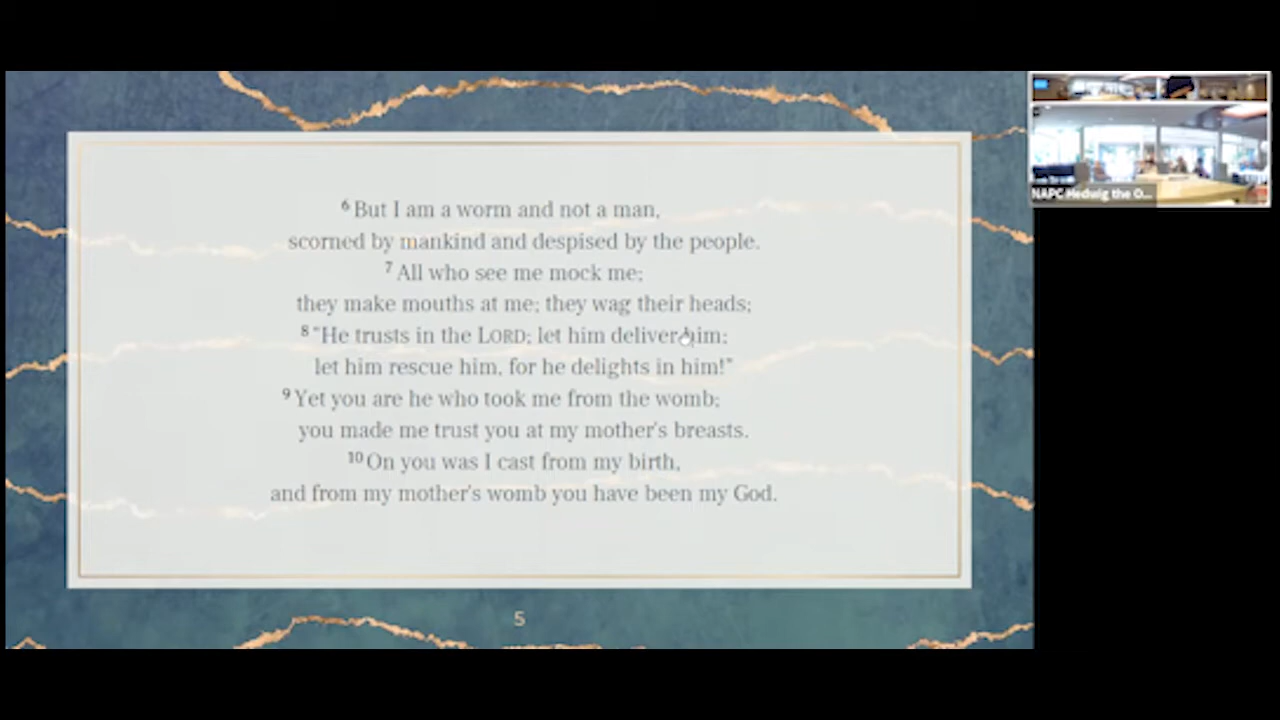 6 But I am a worm and not a man,
scorned by mankind and despised by the people.
7 All who see me mock me;
they make mouths at me; they wag their heads;
8 "He trusts in the LORD; let him deliver him;
let him rescue him, for he delights in him!"
9 Yet you are he who took me from the womb;
you made me trust you at my mother's breasts.
10 On you was I cast from my birth,
and from my mother's womb you have been my God.
5
NAPC Hedwig the O...